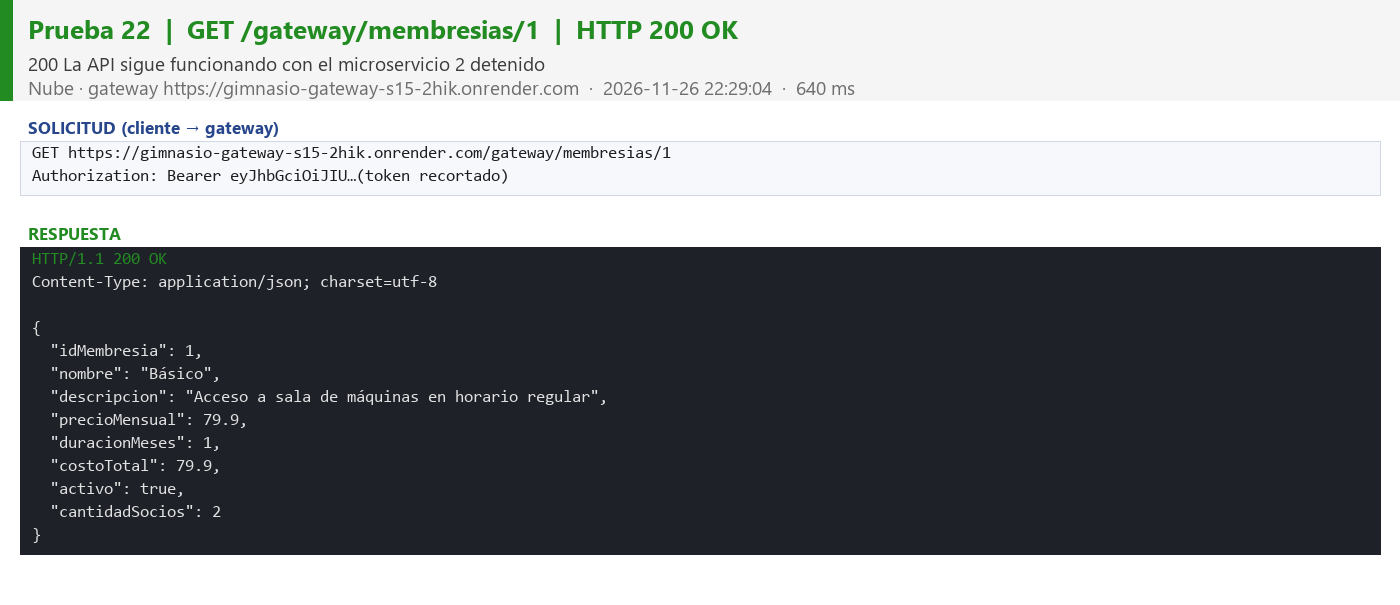 Prueba 22 | GET /gateway/membresias/1 | HTTP 200 OK
200 La API sigue funcionando con el microservicio 2 detenido
Nube · gateway https://gimnasio-gateway-s15-2hik.onrender.com · 2026-11-26 22:29:04 · 640 ms
SOLICITUD (cliente → gateway)
GET https://gimnasio-gateway-s15-2hik.onrender.com/gateway/membresias/1
Authorization: Bearer eyJhbGciOiJIU…(token recortado)
RESPUESTA
HTTP/1.1 200 OK
Content-Type: application/json; charset=utf-8
{
  "idMembresia": 1,
  "nombre": "Básico",
  "descripcion": "Acceso a sala de máquinas en horario regular",
  "precioMensual": 79.9,
  "duracionMeses": 1,
  "costoTotal": 79.9,
  "activo": true,
  "cantidadSocios": 2
}